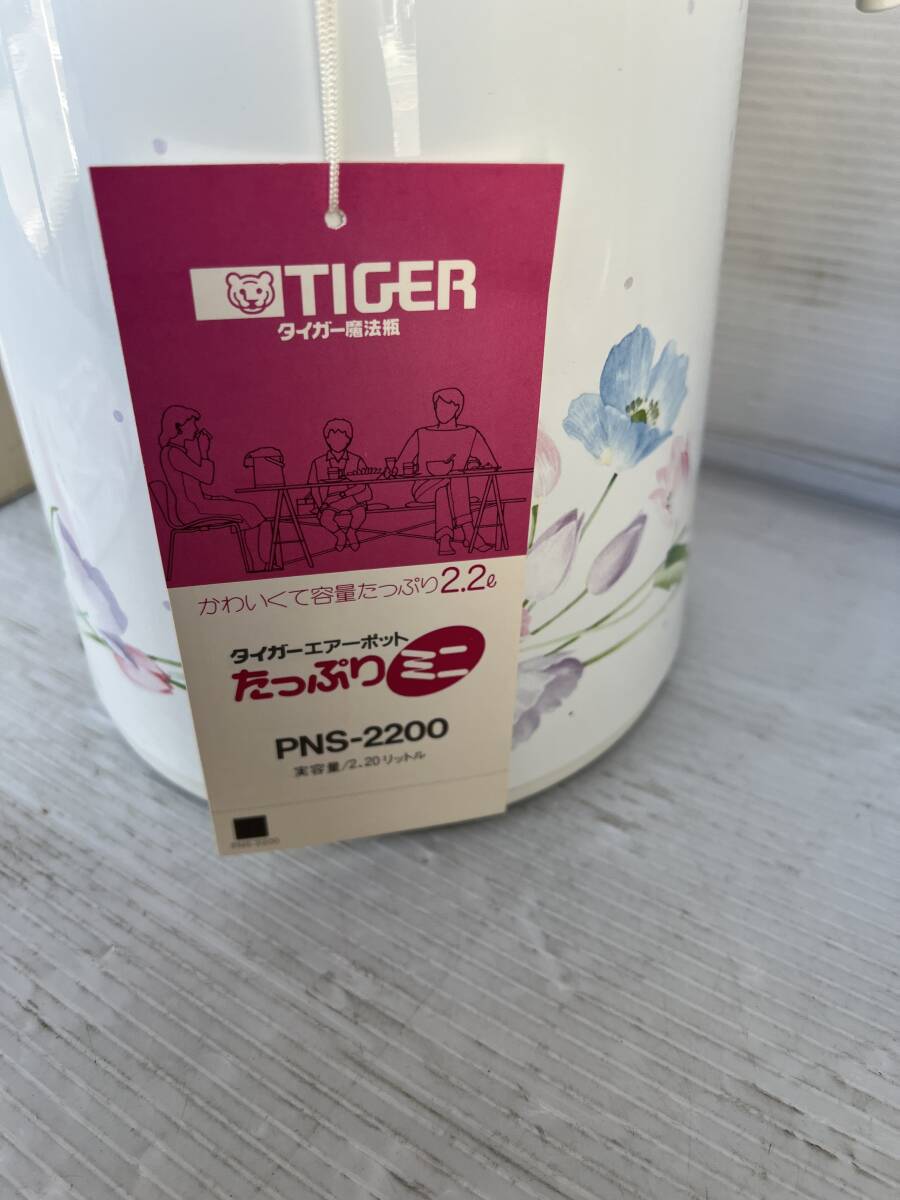 TIGER
タイガー魔法瓶
かわいくて容量たっぷり2.2ℓ
タイガーエアーポット
たっぷりミニ
PNS-2200
実容量/2.20リットル
PNS-2200